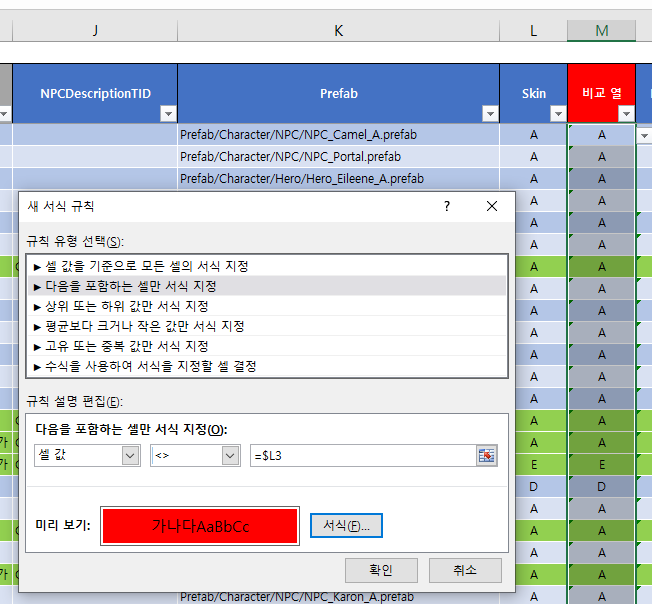 J K L M
NPCDescriptionTID Prefab Skin 비교 열
Prefab/Character/NPC/NPC_Camel_A.prefab A A
Prefab/Character/NPC/NPC_Portal.prefab A A
Prefab/Character/Hero/Hero_Eileene_A.prefab A A
새 서식 규칙 ? A A
A A
규칙 유형 선택(S): A A
► 셀 값을 기준으로 모든 셀의 서식 지정 A A
► 다음을 포함하는 셀만 서식 지정 A A
► 상위 또는 하위 값만 서식 지정 A A
► 평균보다 크거나 작은 값만 서식 지정 A A
► 고유 또는 중복 값만 서식 지정 A A
► 수식을 사용하여 서식을 지정할 셀 결정 A A
규칙 설명 편집(E): A A
다음을 포함하는 셀만 서식 지정(O): A A
가 A A
셀 값 <> =$L3
가 E E
D D
A A
미리 보기: 가나다AaBbCc 서식(F)... A A
A A
확인 취소
가 A A
Prefab/Character/NPC/NPC_Karon_A.prefab A A